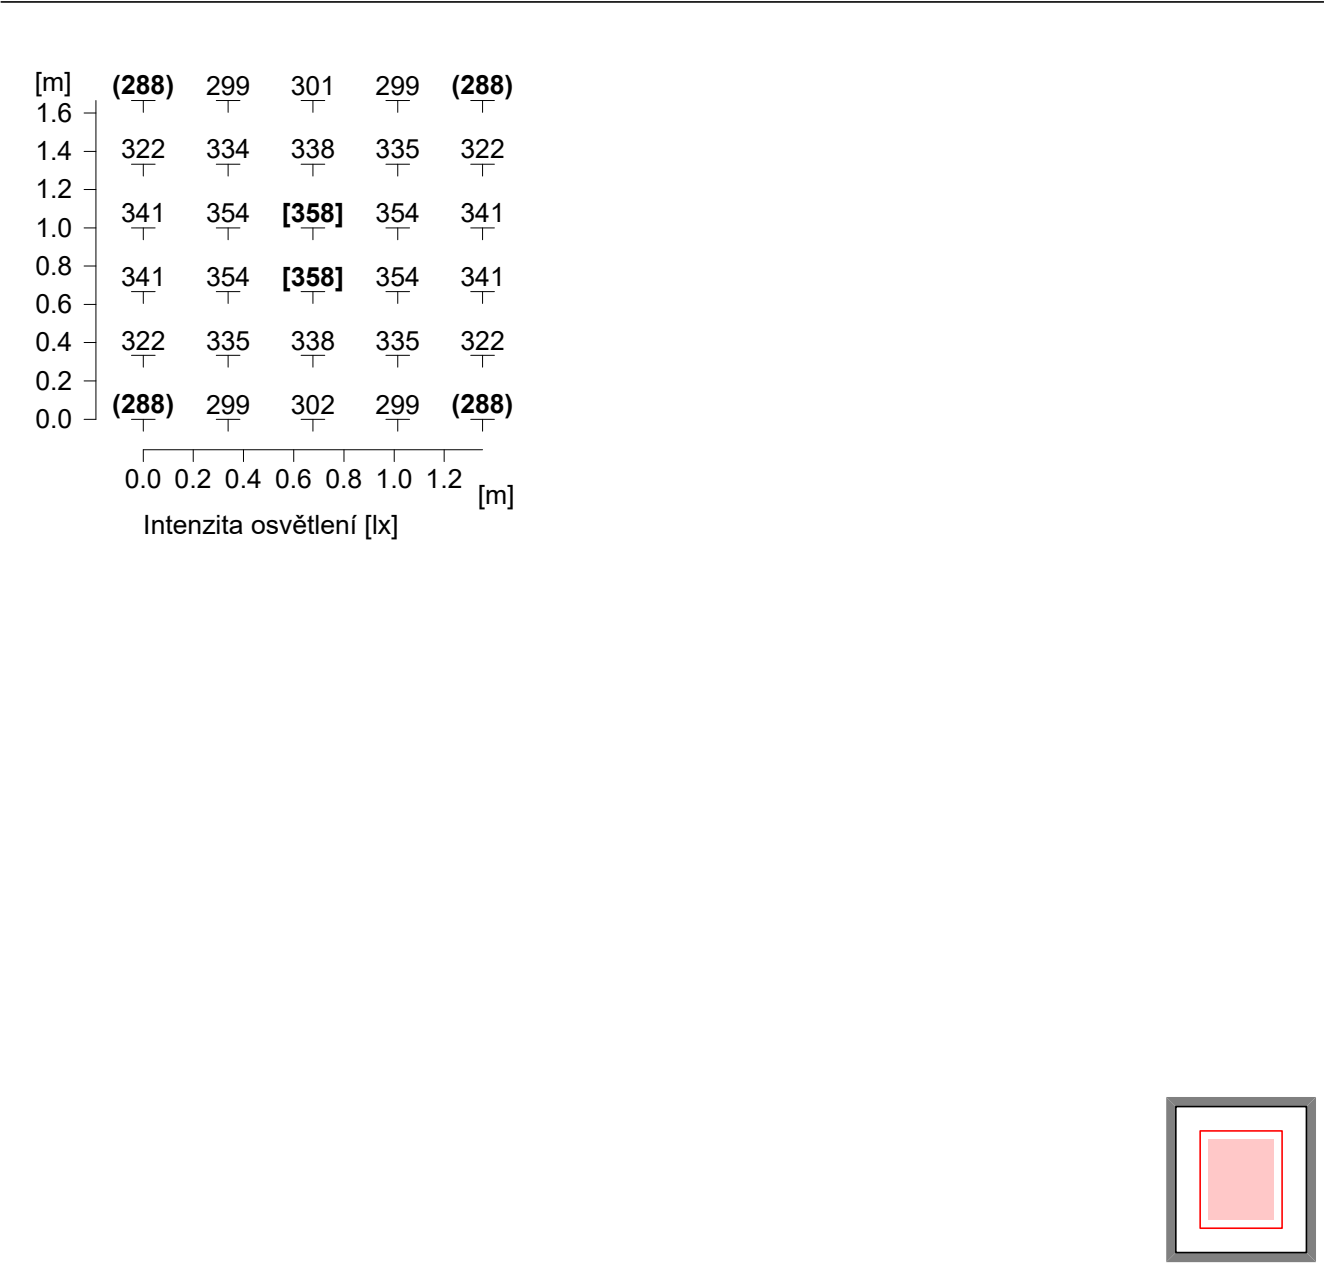 [m] (288) 299 301 299 (288)
1.6
1.4 322 334 338 335 322
1.2
1.0 341 354 [358] 354 341
0.8
0.6 341 354 [358] 354 341
0.4 322 335 338 335 322
0.2
0.0 (288) 299 302 299 (288)
0.0 0.2 0.4 0.6 0.8 1.0 1.2 [m]
Intenzita osvětlení [lx]